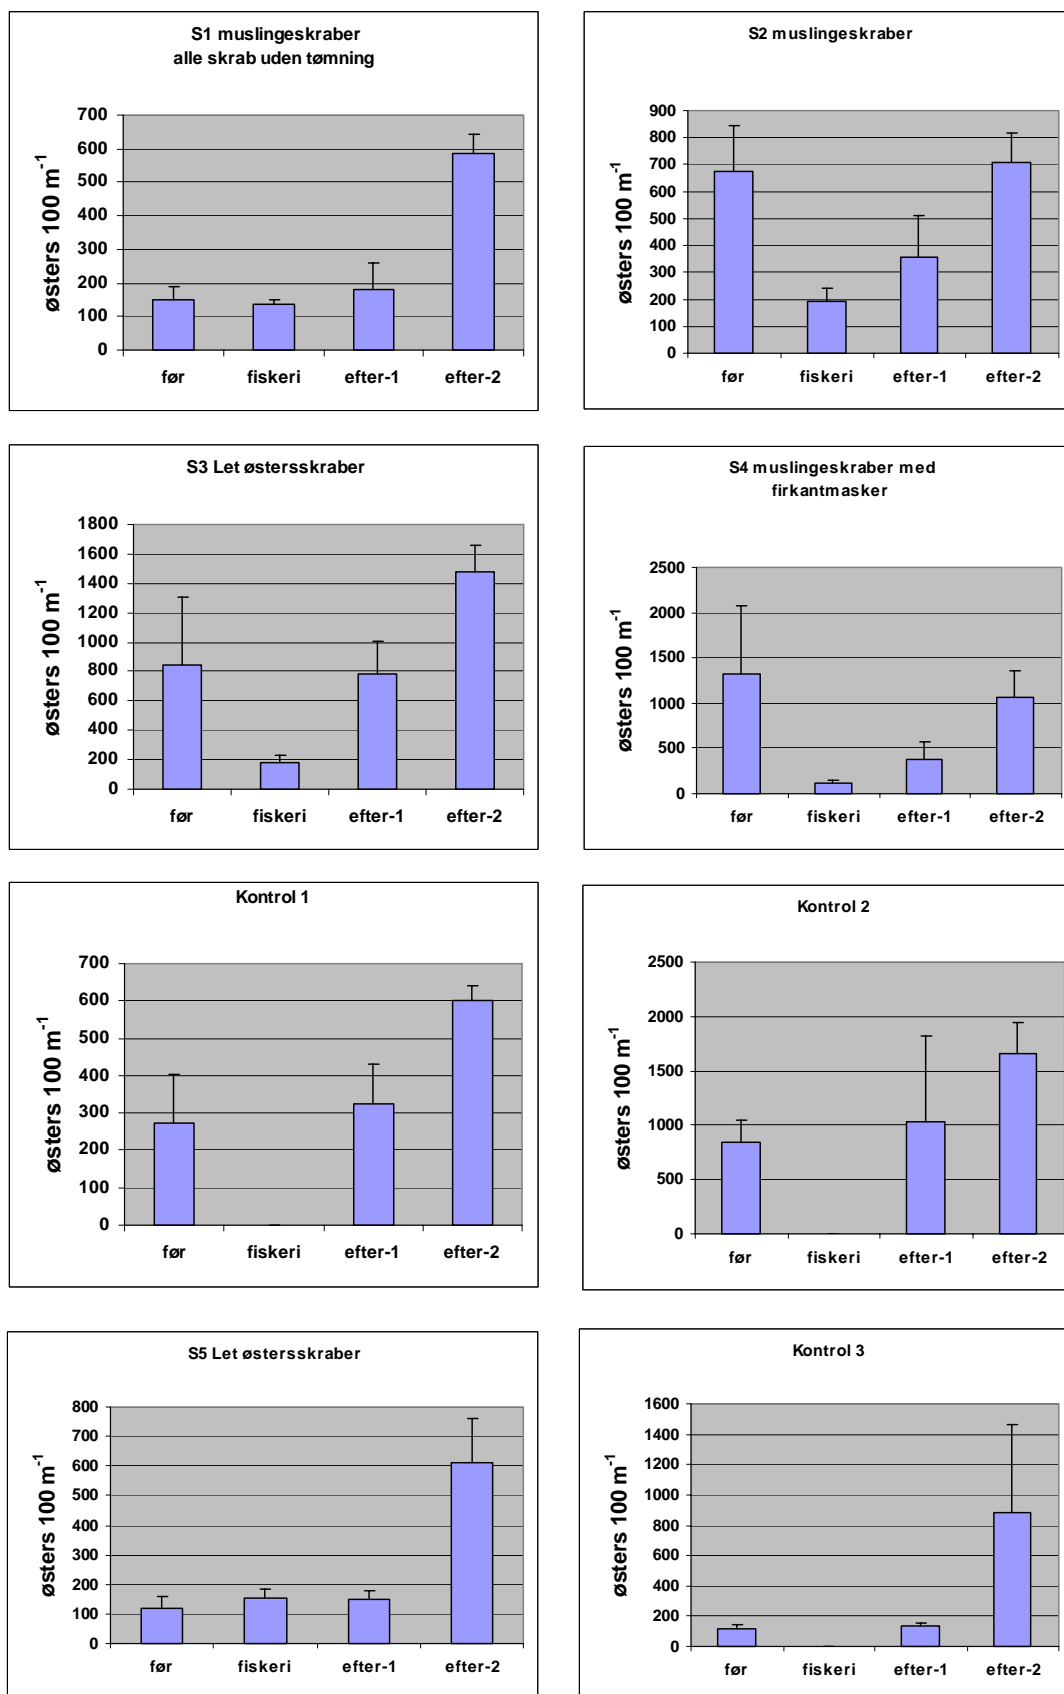 S1 muslingeskraber
alle skrab uden tømning
østers 100 m⁻¹
700
600
500
400
300
200
100
0
før fiskeri efter-1 efter-2
S2 muslingeskraber
østers 100 m⁻¹
900
800
700
600
500
400
300
200
100
0
før fiskeri efter-1 efter-2
S3 Let østersskraber
østers 100 m⁻¹
1800
1600
1400
1200
1000
800
600
400
200
0
før fiskeri efter-1 efter-2
S4 muslingeskraber med
firkantmasker
østers 100 m⁻¹
2500
2000
1500
1000
500
0
før fiskeri efter-1 efter-2
Kontrol 1
østers 100 m⁻¹
700
600
500
400
300
200
100
0
før fiskeri efter-1 efter-2
Kontrol 2
østers 100 m⁻¹
2500
2000
1500
1000
500
0
før fiskeri efter-1 efter-2
S5 Let østersskraber
østers 100 m⁻¹
800
700
600
500
400
300
200
100
0
før fiskeri efter-1 efter-2
Kontrol 3
østers 100 m⁻¹
1600
1400
1200
1000
800
600
400
200
0
før fiskeri efter-1 efter-2